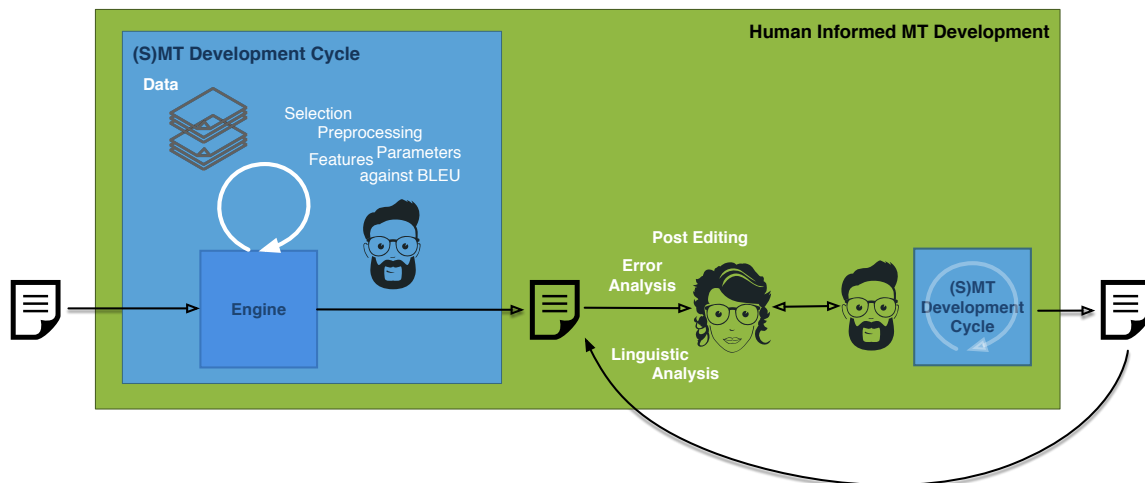 Human Informed MT Development
(S)MT Development Cycle
Data
Selection
Preprocessing
Features
Parameters
against BLEU
Engine
Post Editing
Error
Analysis
Linguistic
Analysis
(S)MT
Development
Cycle